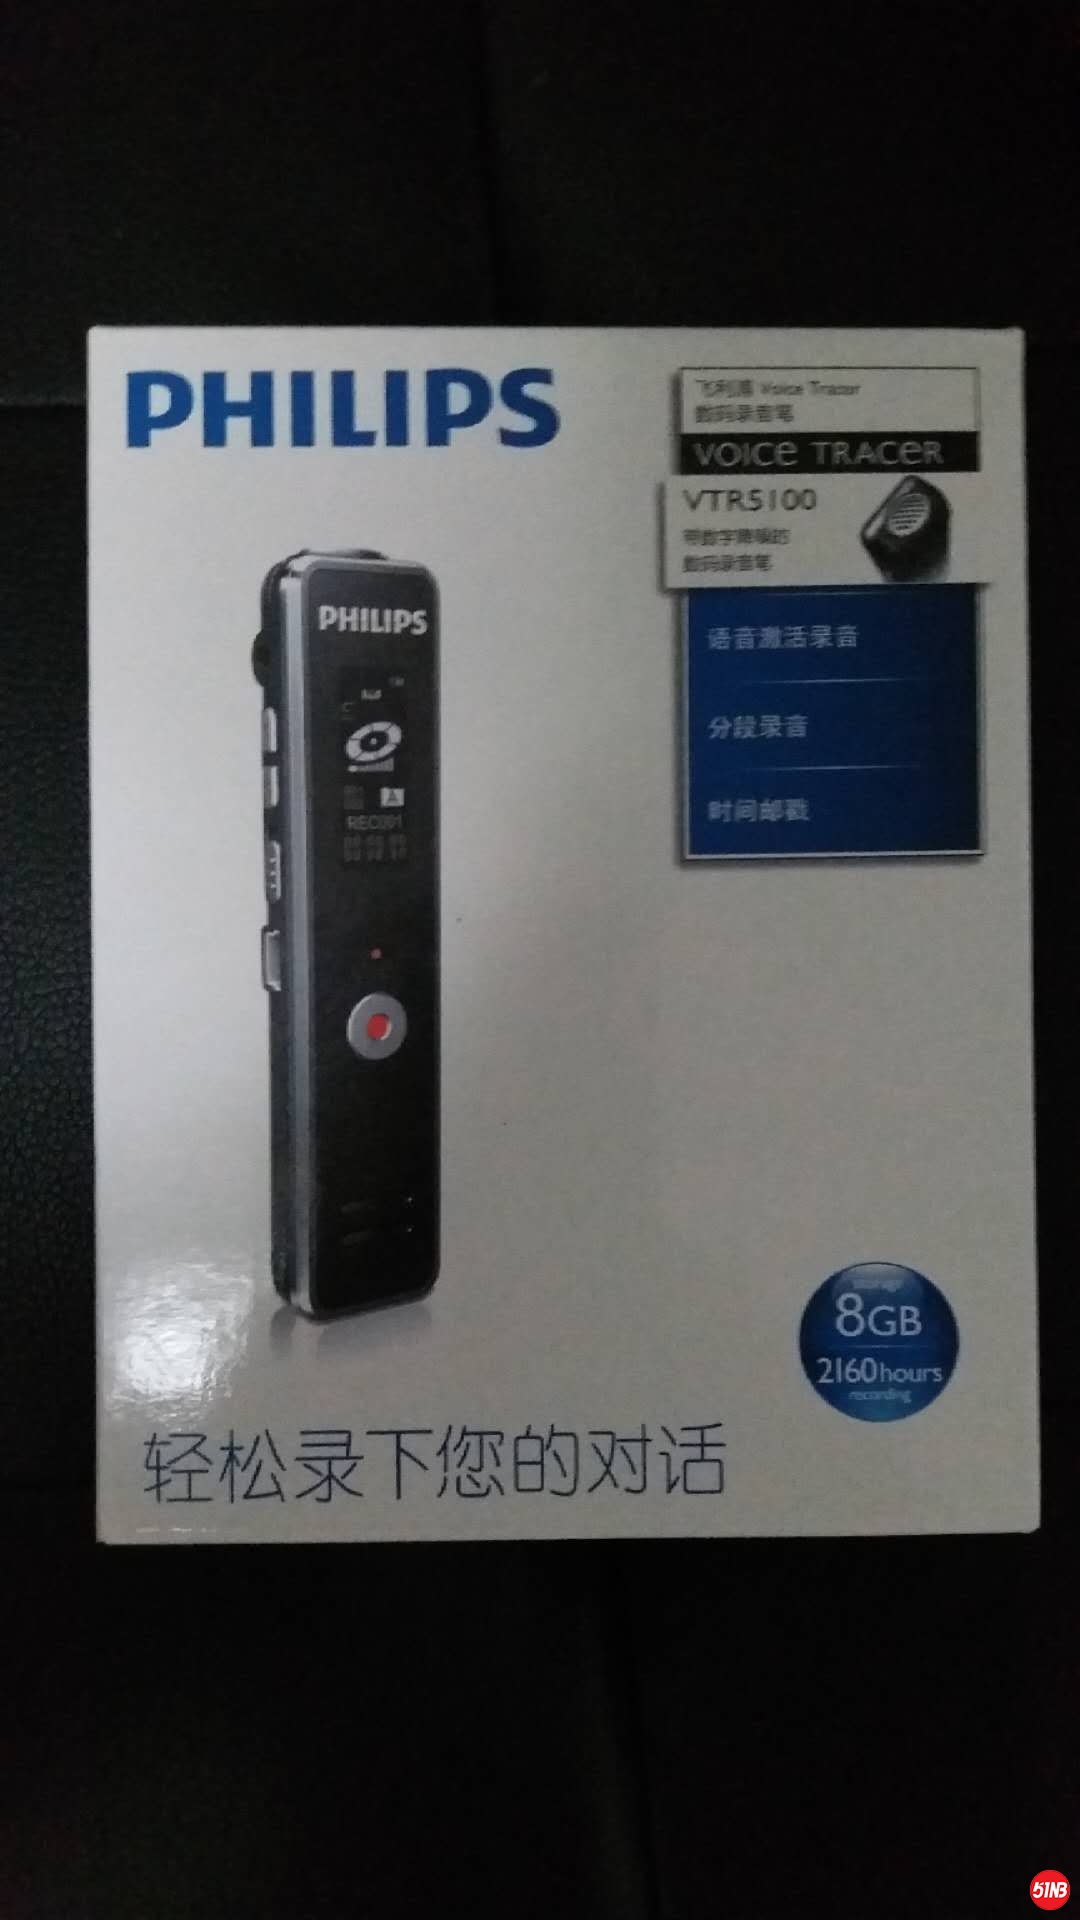 PHILIPS
飞利浦 Voice Tracer
数码录音笔
VOICE TRACER
VTR5100
带数字降噪的
数码录音笔
语音激活录音
分段录音
时间邮戳
PHILIPS
REC001
8GB
2160hours
recording
轻松录下您的对话
51NB